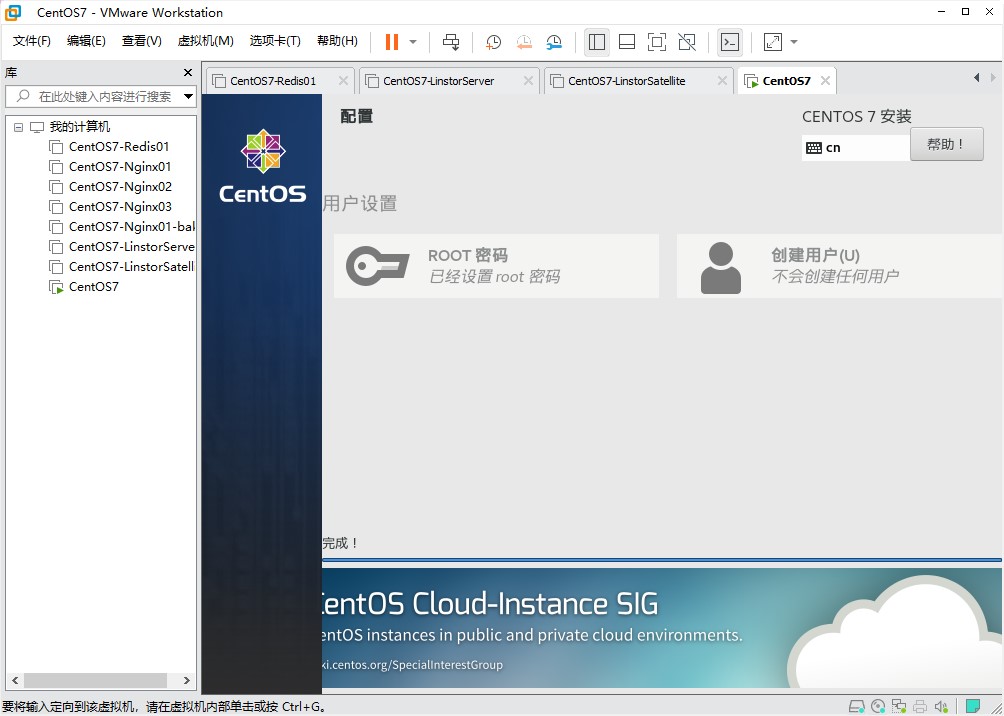 CentOS7 - VMware Workstation
文件(F) 编辑(E) 查看(V) 虚拟机(M) 选项卡(T) 帮助(H)
库
在此处键入内容进行搜索
我的计算机
CentOS7-Redis01
CentOS7-Nginx01
CentOS7-Nginx02
CentOS7-Nginx03
CentOS7-Nginx01-bak
CentOS7-LinstorServe
CentOS7-LinstorSatell
CentOS7
CentOS7-Redis01 CentOS7-LinstorServer CentOS7-LinstorSatellite CentOS7
CentOS
配置
CENTOS 7 安装
cn
帮助！
用户设置
ROOT 密码
已经设置 root 密码
创建用户(U)
不会创建任何用户
完成！
CentOS Cloud-Instance SIG
entOS instances in public and private cloud environments.
ki.centos.org/SpecialInterestGroup
要将输入定向到该虚拟机，请在虚拟机内部单击或按 Ctrl+G。